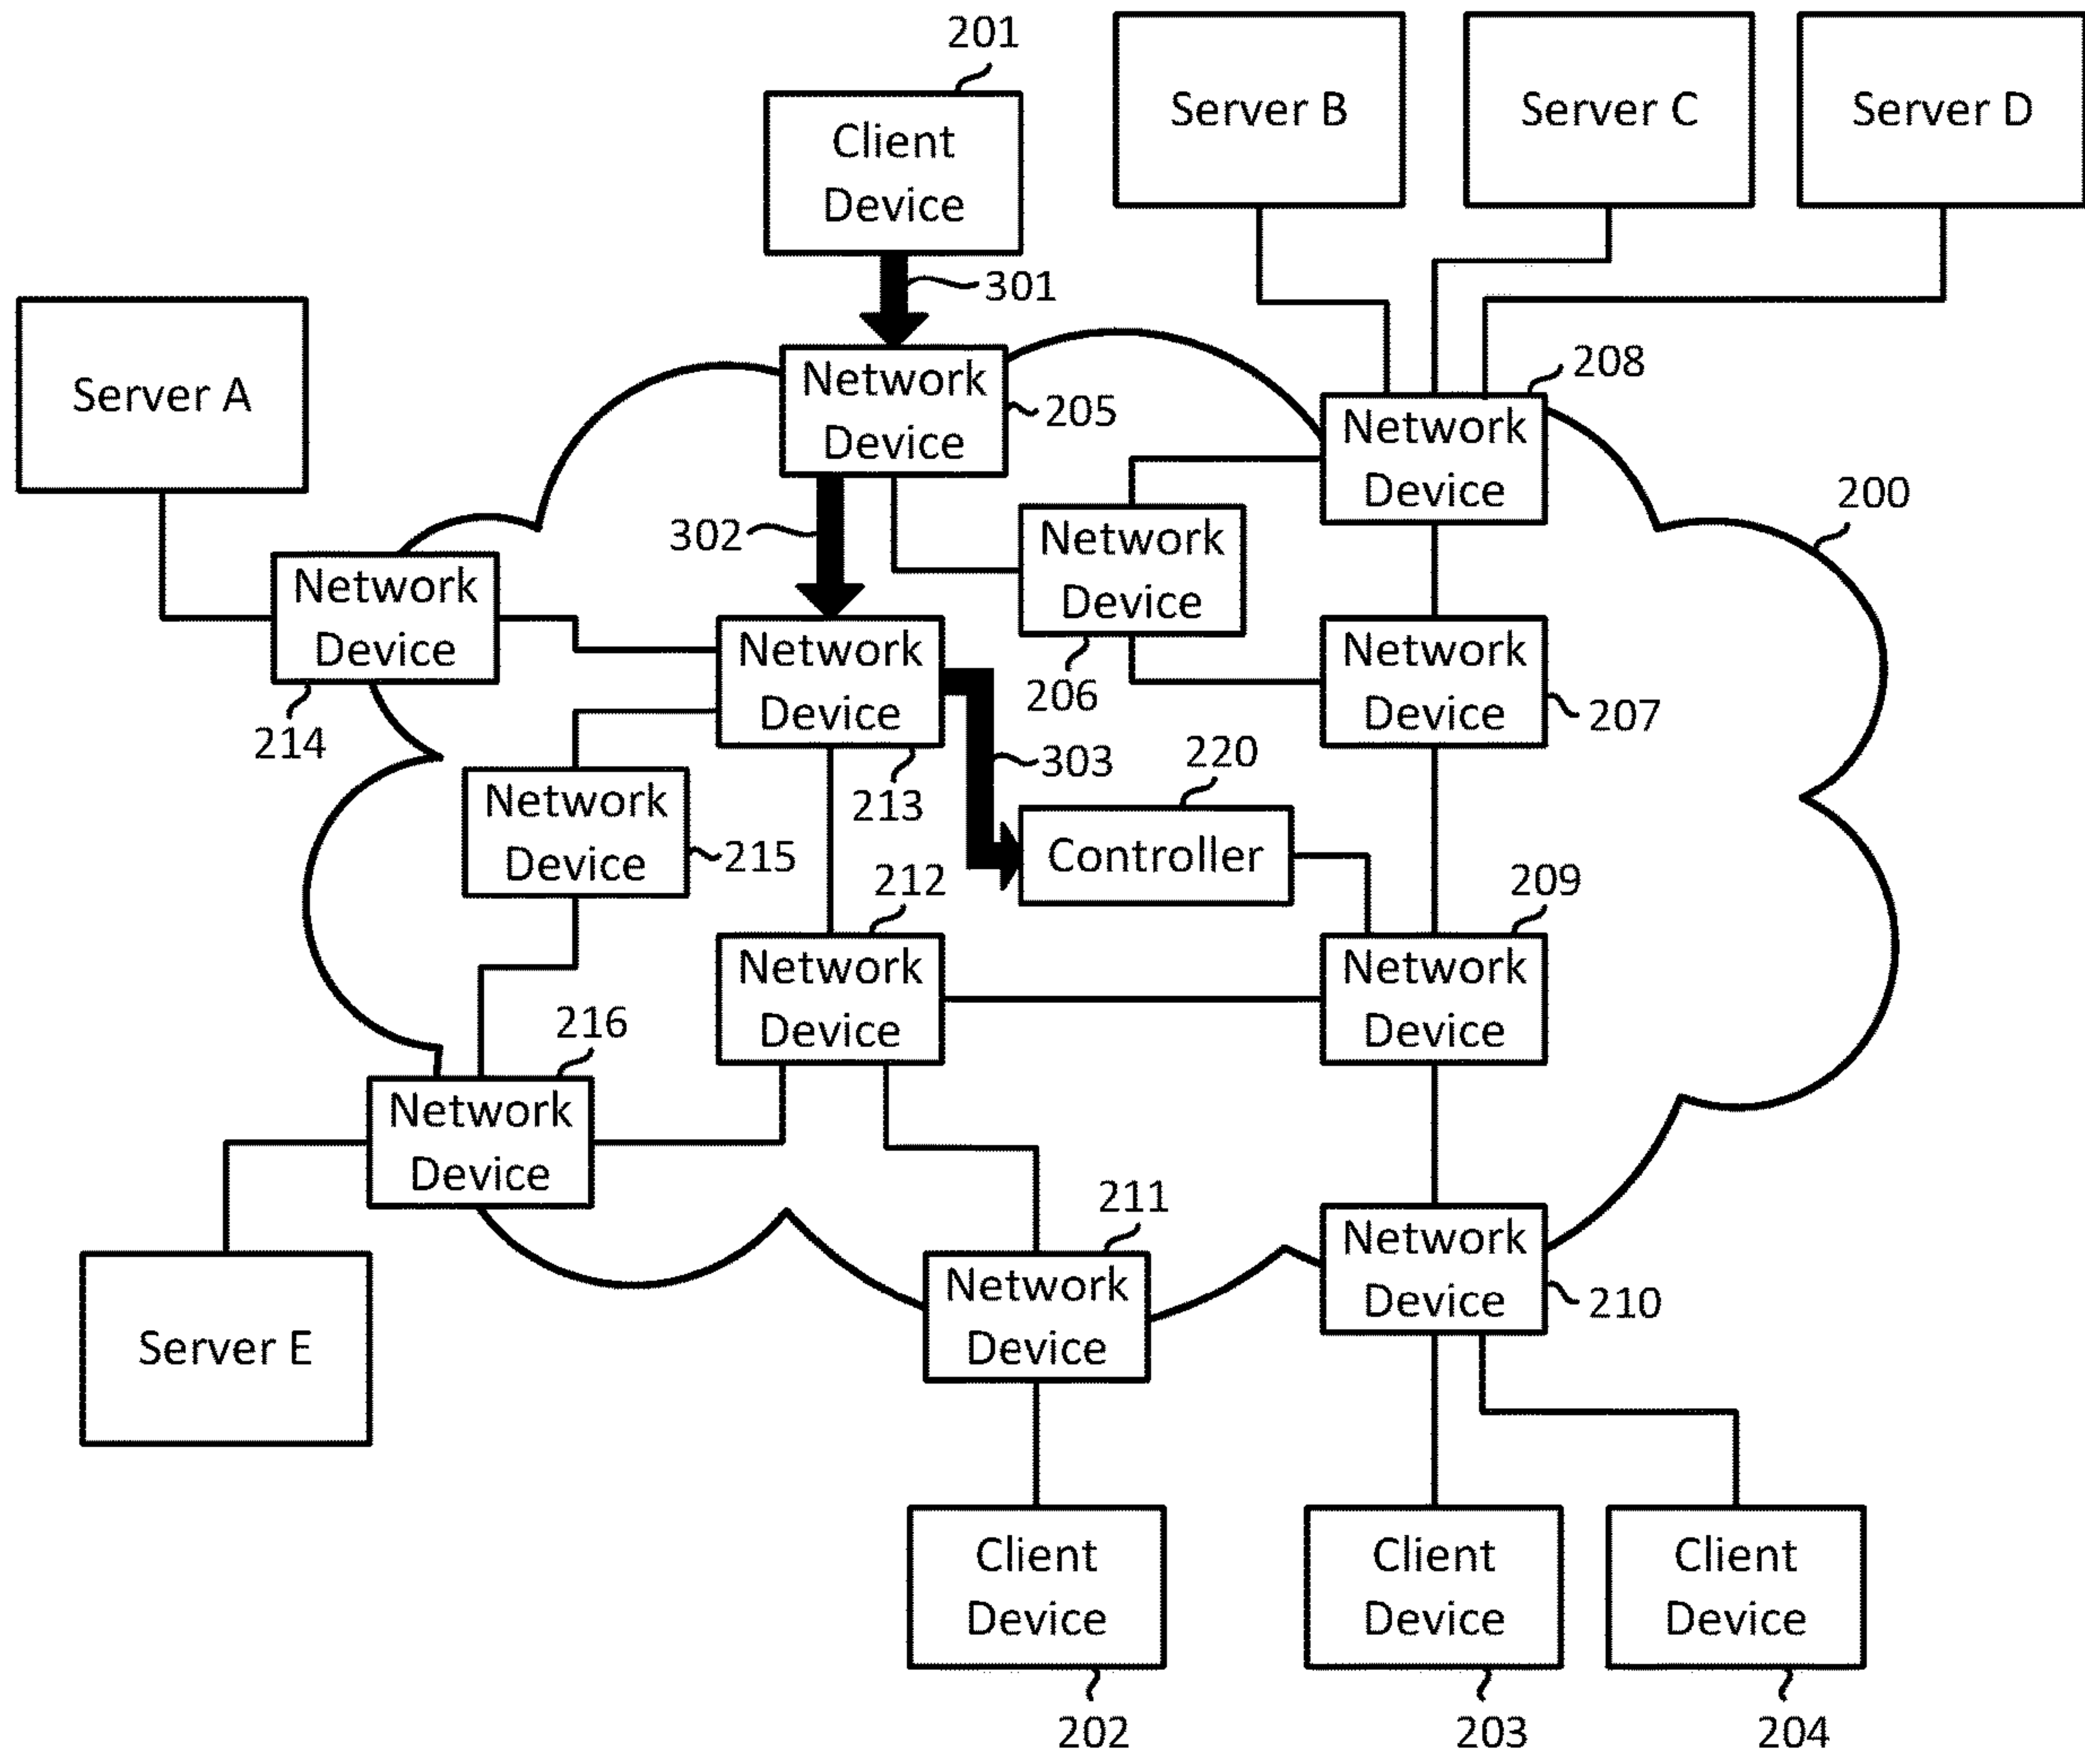 201
Client
Device
Server B
Server C
Server D
301
Server A
Network
Device
205
208
Network
Device
200
302
Network
Device
206
Network
Device
214
Network
Device
213
Network
Device
207
303
220
Controller
Network
Device
215
212
Network
Device
209
Network
Device
216
Network
Device
211
Network
Device
Network
Device
210
Server E
Client
Device
202
Client
Device
203
Client
Device
204